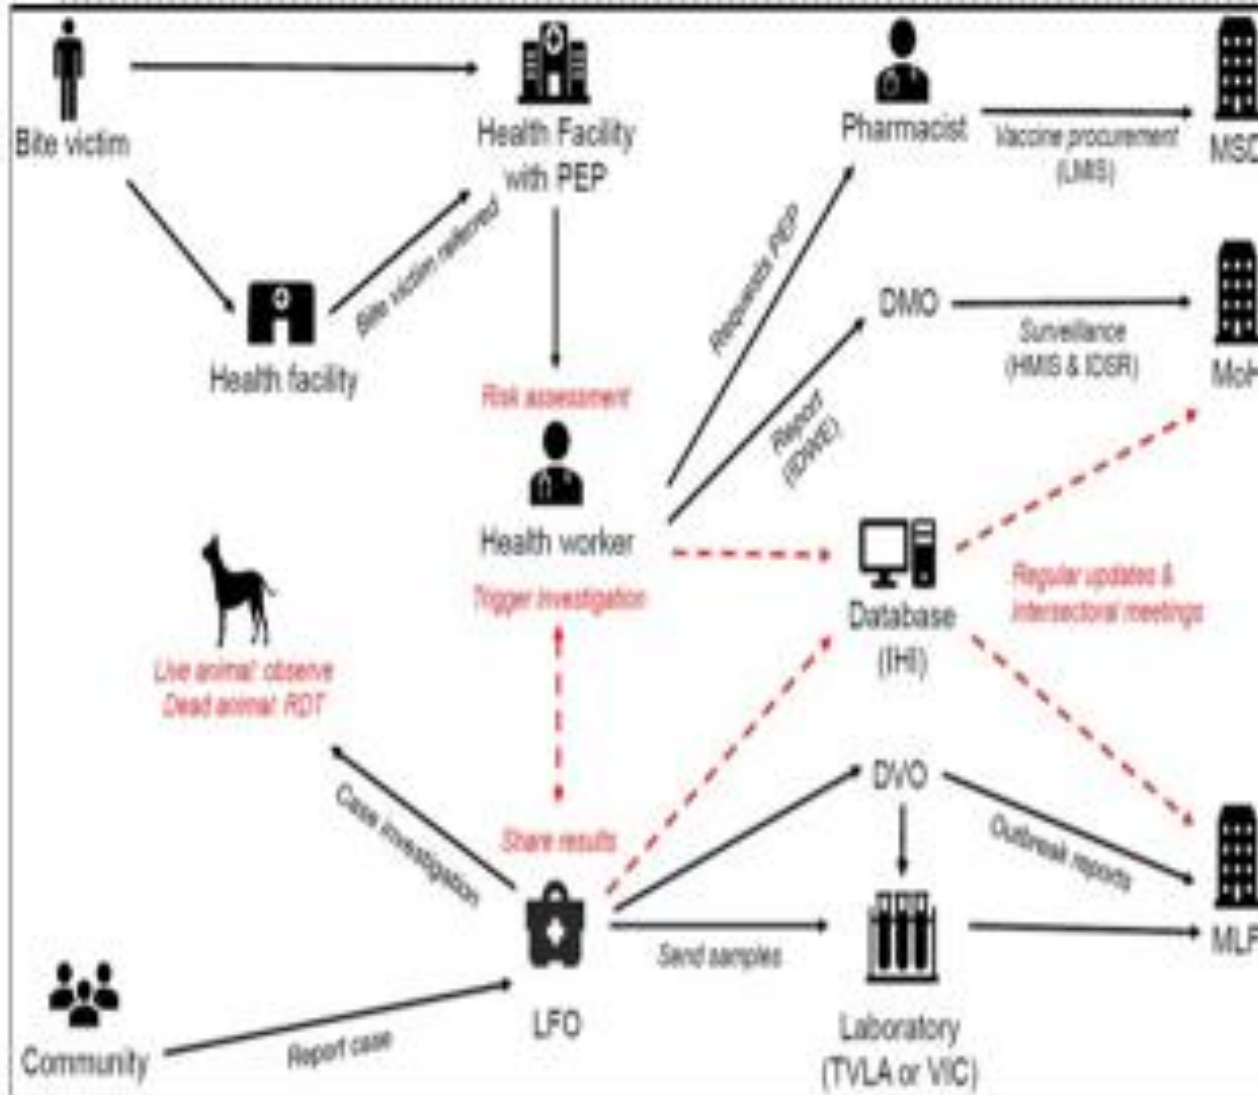 Bite victim
Health Facility
with PEP
Pharmacist
Vaccine procurement
(LMIS)
MSD
Bite victim referred
Health facility
Requests PEP
DMO
Surveillance
(HMIS & IDSR)
MoH
Report
(IDWE)
Risk assessment
Health worker
Trigger investigation
Database
(IHI)
Regular updates &
intersectoral meetings
Live animal: observe
Dead animal: RDT
Case investigation
Share results
DVO
Outbreak reports
MLF
Send samples
LFO
Laboratory
(TVLA or VIC)
Community
Report case